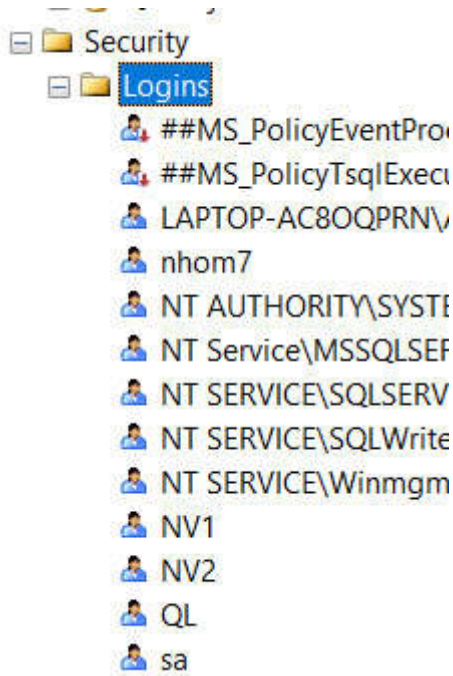 Security
Logins
##MS_PolicyEventProc
##MS_PolicyTsqlExecu
LAPTOP-AC8OQPRN\A
nhom7
NT AUTHORITY\SYSTE
NT Service\MSSQLSER
NT SERVICE\SQLSERV
NT SERVICE\SQLWrite
NT SERVICE\Winmgm
NV1
NV2
QL
sa